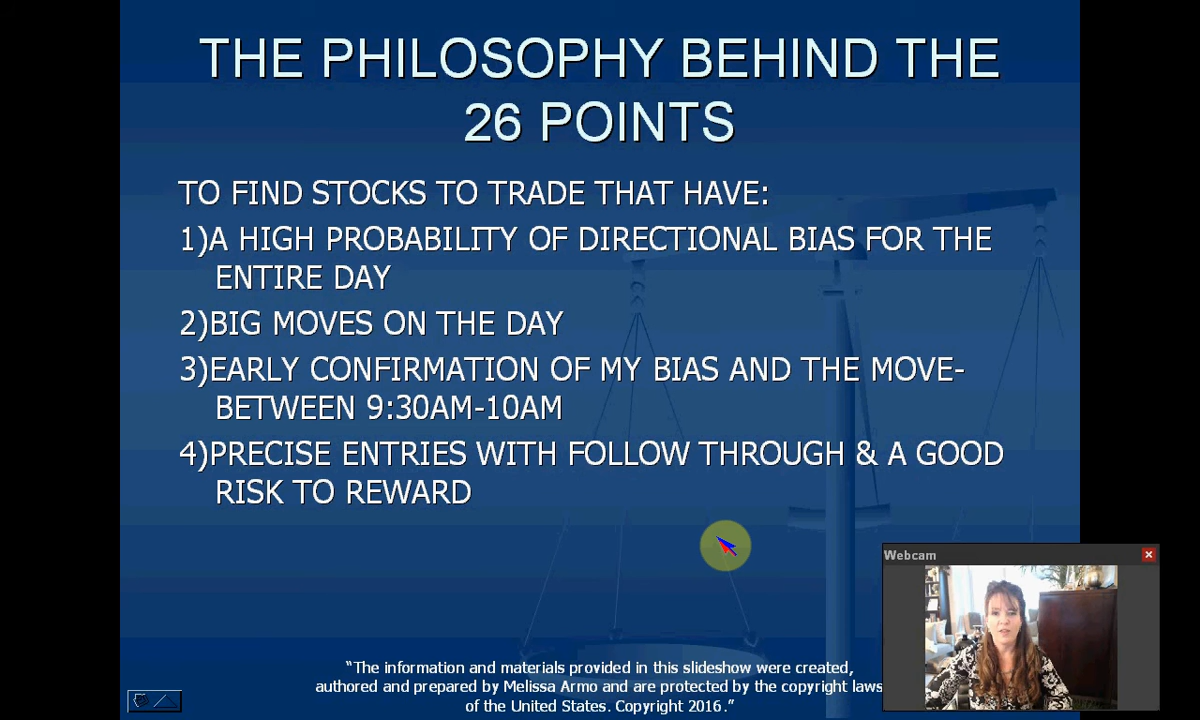 THE PHILOSOPHY BEHIND THE
26 POINTS
TO FIND STOCKS TO TRADE THAT HAVE:
1)A HIGH PROBABILITY OF DIRECTIONAL BIAS FOR THE
ENTIRE DAY
2)BIG MOVES ON THE DAY
3)EARLY CONFIRMATION OF MY BIAS AND THE MOVE-
BETWEEN 9:30AM-10AM
4)PRECISE ENTRIES WITH FOLLOW THROUGH & A GOOD
RISK TO REWARD
Webcam
“The information and materials provided in this slideshow were created,
authored and prepared by Melissa Armo and are protected by the copyright laws
of the United States. Copyright 2016.”